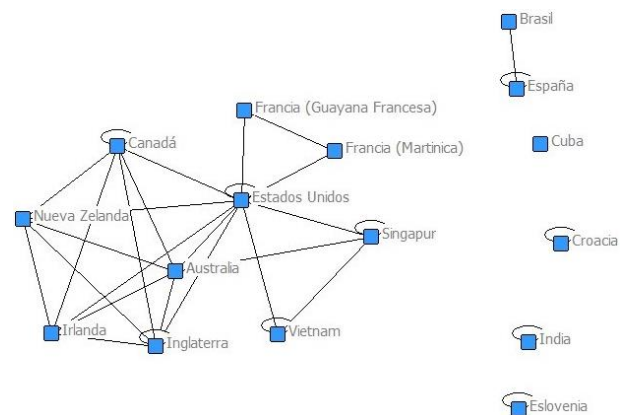 Brasil
España
Francia (Guayana Francesa)
Canadá
Cuba
Francia (Martinica)
Estados Unidos
Nueva Zelanda
Singapur
Croacia
Australia
Irlanda
Inglaterra
Vietnam
India
Eslovenia